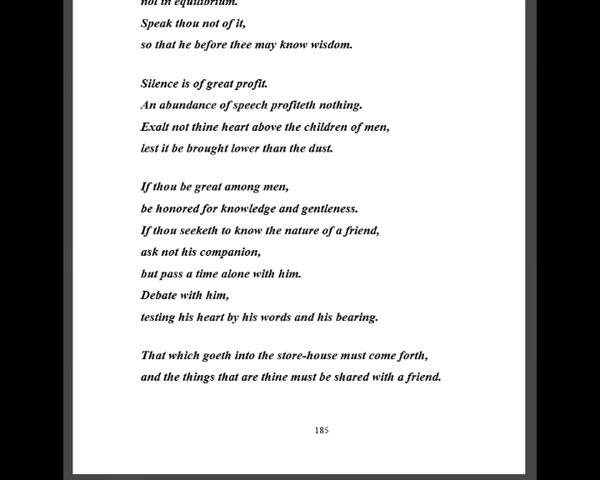 not in equilibrium.
Speak thou not of it,
so that he before thee may know wisdom.
Silence is of great profit.
An abundance of speech profiteth nothing.
Exalt not thine heart above the children of men,
lest it be brought lower than the dust.
If thou be great among men,
be honored for knowledge and gentleness.
If thou seeketh to know the nature of a friend,
ask not his companion,
but pass a time alone with him.
Debate with him,
testing his heart by his words and his bearing.
That which goeth into the store-house must come forth,
and the things that are thine must be shared with a friend.
185